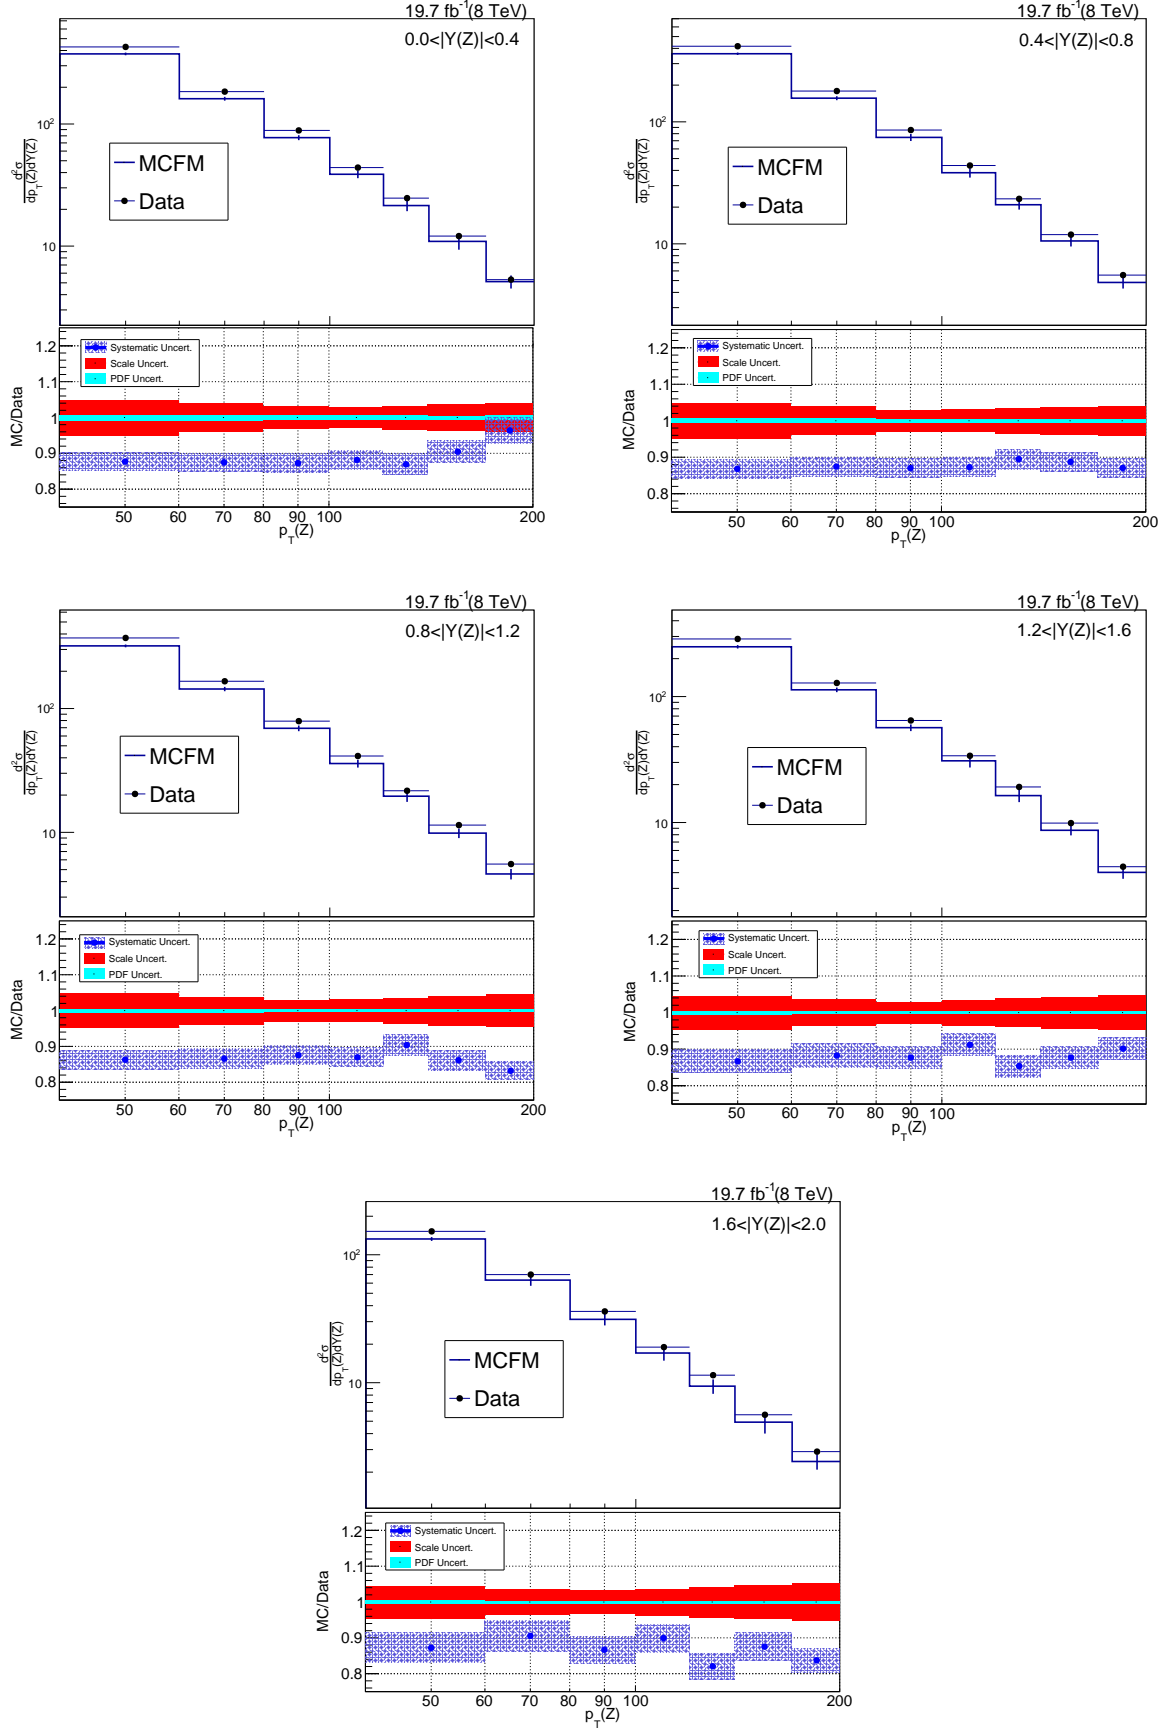 19.7 fb⁻¹(8 TeV)
0.0<|Y(Z)|<0.4
10²
10
d²σ
dp_T(Z)dY(Z)
MCFM
Data
1.2
1.1
1
0.9
0.8
MC/Data
Systematic Uncert.
Scale Uncert.
PDF Uncert.
50 60 70 80 90 100 200
p_T(Z)
19.7 fb⁻¹(8 TeV)
0.4<|Y(Z)|<0.8
10²
10
d²σ
dp_T(Z)dY(Z)
MCFM
Data
1.2
1.1
1
0.9
0.8
MC/Data
Systematic Uncert.
Scale Uncert.
PDF Uncert.
50 60 70 80 90 100 200
p_T(Z)
19.7 fb⁻¹(8 TeV)
0.8<|Y(Z)|<1.2
10²
10
d²σ
dp_T(Z)dY(Z)
MCFM
Data
1.2
1.1
1
0.9
0.8
MC/Data
Systematic Uncert.
Scale Uncert.
PDF Uncert.
50 60 70 80 90 100 200
p_T(Z)
19.7 fb⁻¹(8 TeV)
1.2<|Y(Z)|<1.6
10²
10
d²σ
dp_T(Z)dY(Z)
MCFM
Data
1.2
1.1
1
0.9
0.8
MC/Data
Systematic Uncert.
Scale Uncert.
PDF Uncert.
50 60 70 80 90 100
p_T(Z)
19.7 fb⁻¹(8 TeV)
1.6<|Y(Z)|<2.0
10²
10
d²σ
dp_T(Z)dY(Z)
MCFM
Data
1.2
1.1
1
0.9
0.8
MC/Data
Systematic Uncert.
Scale Uncert.
PDF Uncert.
50 60 70 80 90 100 200
p_T(Z)